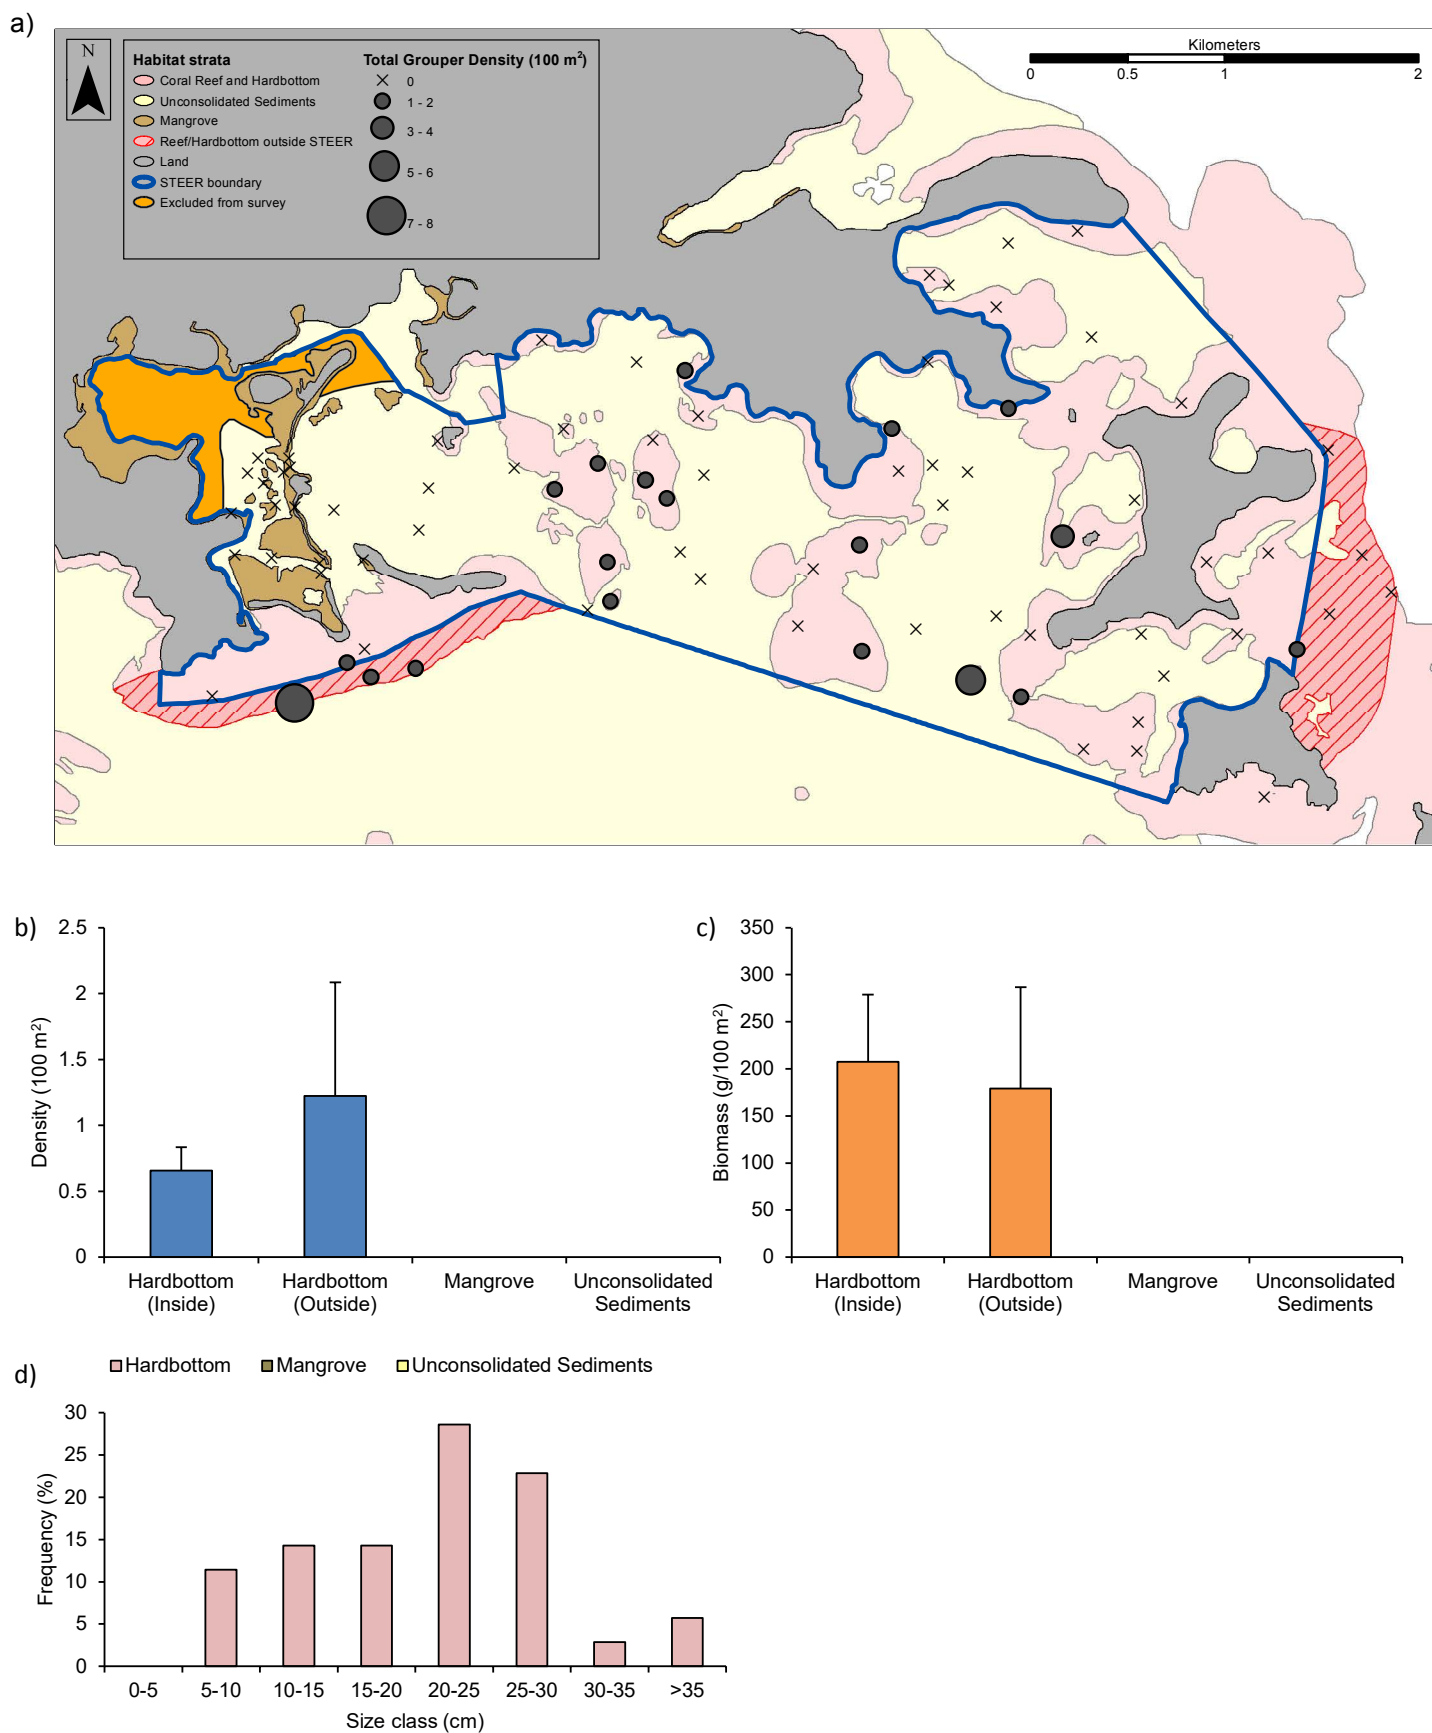 a)
N
Habitat strata
Coral Reef and Hardbottom
Unconsolidated Sediments
Mangrove
Reef/Hardbottom outside STEER
Land
STEER boundary
Excluded from survey
Total Grouper Density (100 m²)
0
1 - 2
3 - 4
5 - 6
7 - 8
Kilometers
0 0.5 1 2
b)
Density (100 m²)
2.5
2
1.5
1
0.5
0
Hardbottom (Inside)
Hardbottom (Outside)
Mangrove
Unconsolidated Sediments
c)
Biomass (g/100 m²)
350
300
250
200
150
100
50
0
Hardbottom (Inside)
Hardbottom (Outside)
Mangrove
Unconsolidated Sediments
d)
Hardbottom Mangrove Unconsolidated Sediments
Frequency (%)
30
25
20
15
10
5
0
0-5 5-10 10-15 15-20 20-25 25-30 30-35 >35
Size class (cm)